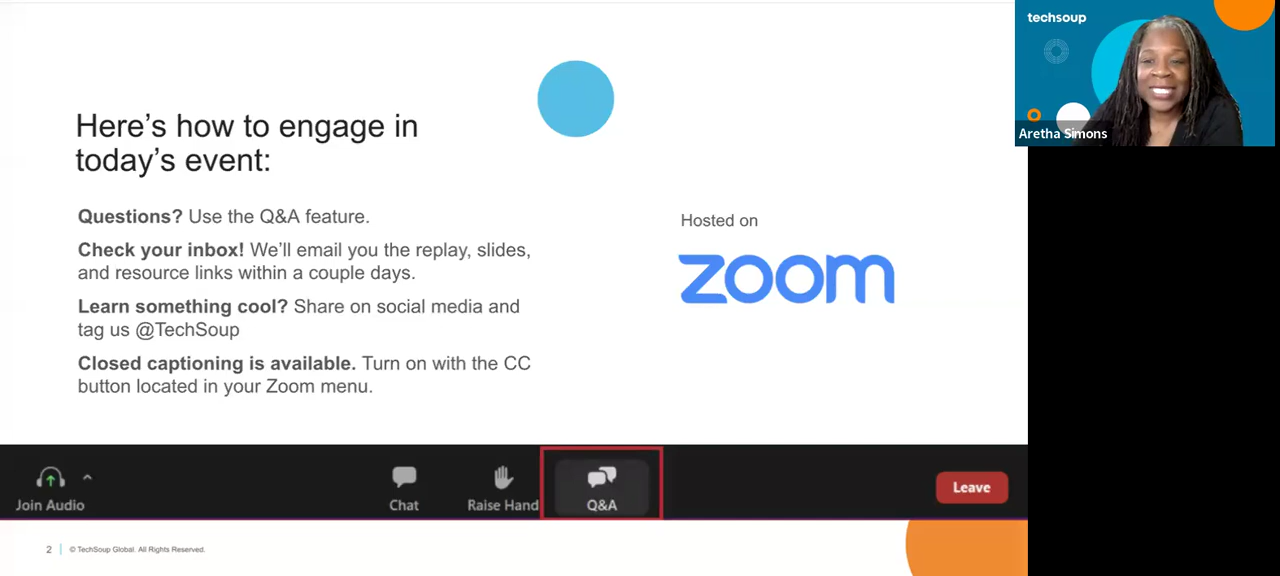 Here's how to engage in
today's event:
Questions? Use the Q&A feature.
Check your inbox! We'll email you the replay, slides,
and resource links within a couple days.
Learn something cool? Share on social media and
tag us @TechSoup
Closed captioning is available. Turn on with the CC
button located in your Zoom menu.
Hosted on
zoom
techsoup
Aretha Simons
Join Audio
Chat
Raise Hand
Q&A
Leave
2 | © TechSoup Global. All Rights Reserved.